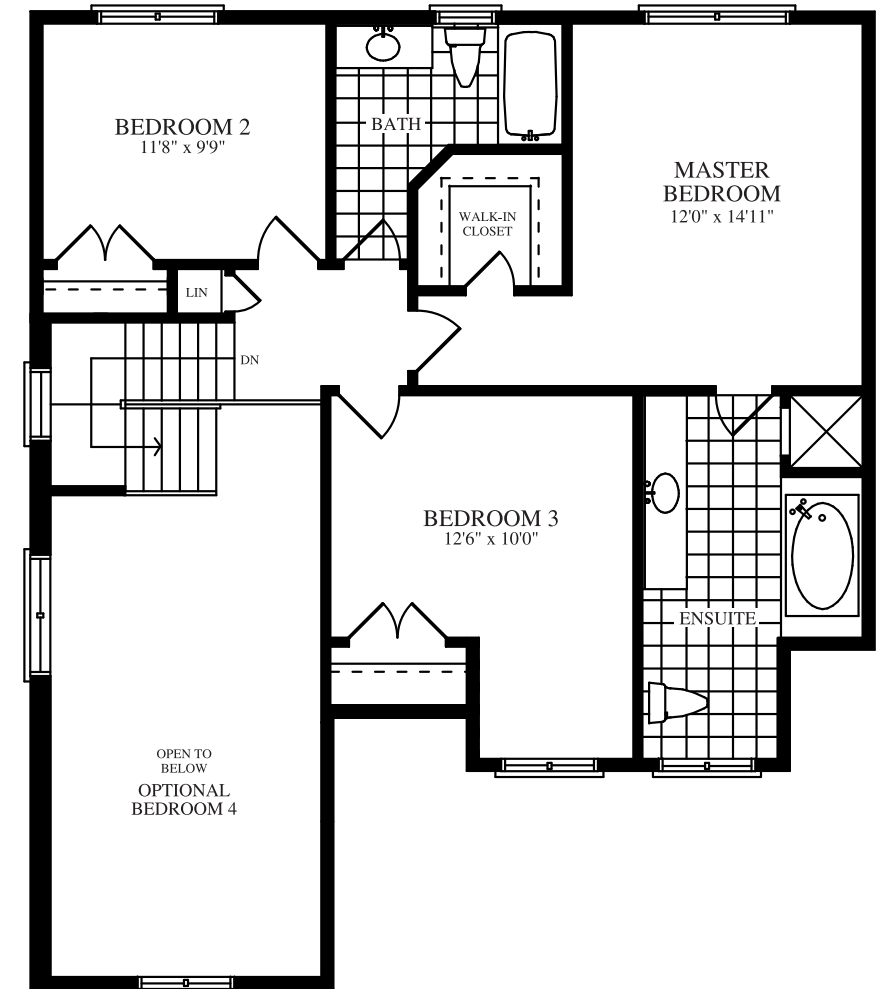 BEDROOM 2
11'8" x 9'9"
BATH
MASTER
BEDROOM
12'0" x 14'11"
WALK-IN
CLOSET
LIN
DN
BEDROOM 3
12'6" x 10'0"
ENSUITE
OPEN TO
BELOW
OPTIONAL
BEDROOM 4